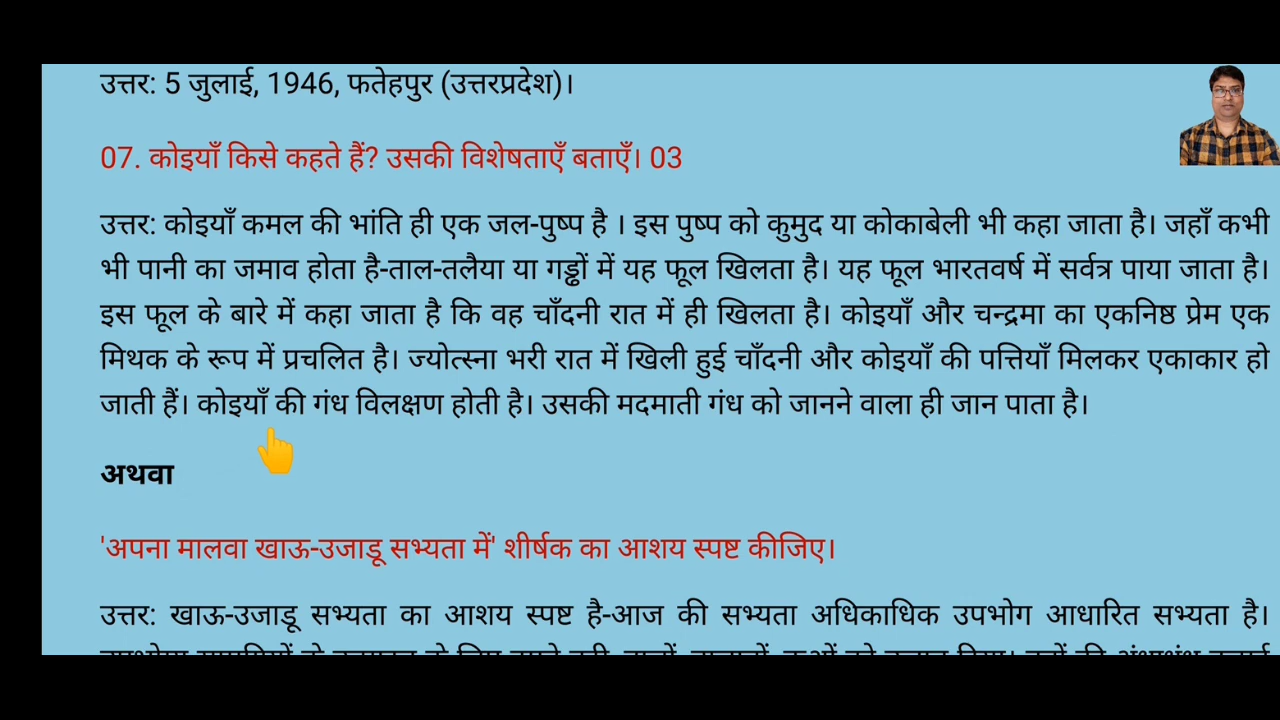 उत्तर: 5 जुलाई, 1946, फतेहपुर (उत्तरप्रदेश)।
07. कोइयाँ किसे कहते हैं? उसकी विशेषताएँ बताएँ। 03
उत्तर: कोइयाँ कमल की भांति ही एक जल-पुष्प है । इस पुष्प को कुमुद या कोकाबेली भी कहा जाता है। जहाँ कभी
भी पानी का जमाव होता है-ताल-तलैया या गड्ढों में यह फूल खिलता है। यह फूल भारतवर्ष में सर्वत्र पाया जाता है।
इस फूल के बारे में कहा जाता है कि वह चाँदनी रात में ही खिलता है। कोइयाँ और चन्द्रमा का एकनिष्ठ प्रेम एक
मिथक के रूप में प्रचलित है। ज्योत्स्ना भरी रात में खिली हुई चाँदनी और कोइयाँ की पत्तियाँ मिलकर एकाकार हो
जाती हैं। कोइयाँ की गंध विलक्षण होती है। उसकी मदमाती गंध को जानने वाला ही जान पाता है।
अथवा
'अपना मालवा खाऊ-उजाडू सभ्यता में' शीर्षक का आशय स्पष्ट कीजिए।
उत्तर: खाऊ-उजाडू सभ्यता का आशय स्पष्ट है-आज की सभ्यता अधिकाधिक उपभोग आधारित सभ्यता है।